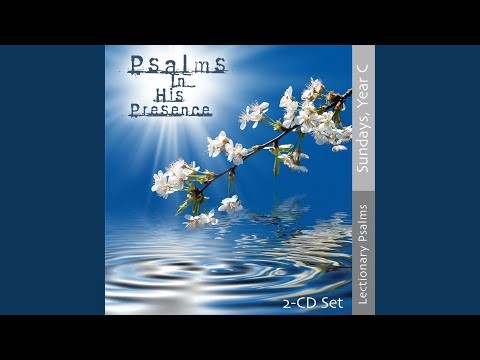 Psalms
In
His
Presence
Sundays, Year C
Lectionary Psalms
2-CD Set